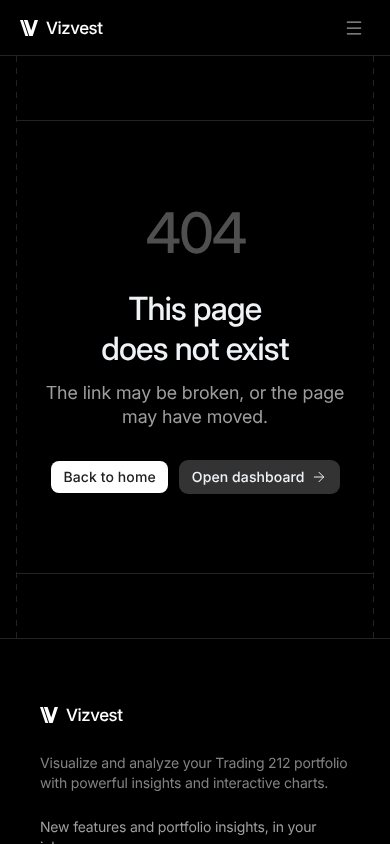 Vizvest
404
This page
does not exist
The link may be broken, or the page
may have moved.
Back to home
Open dashboard →
Vizvest
Visualize and analyze your Trading 212 portfolio
with powerful insights and interactive charts.
New features and portfolio insights, in your